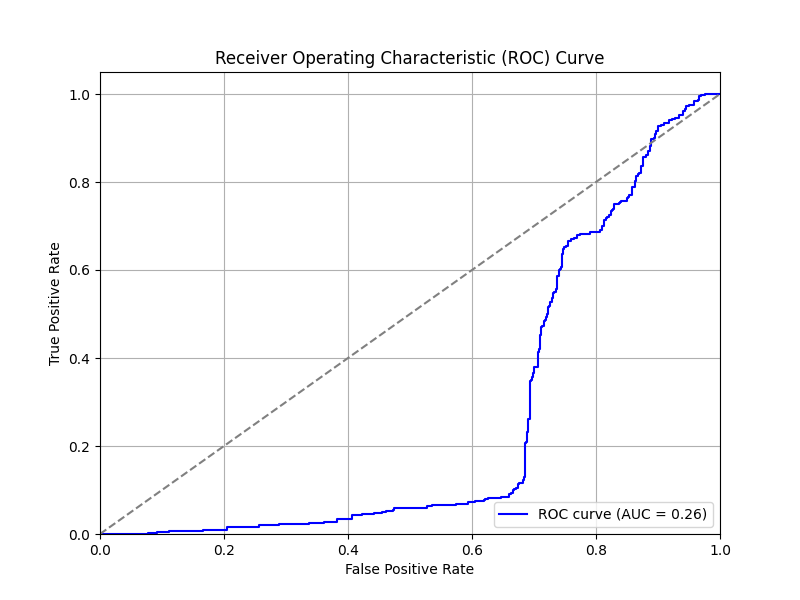 Receiver Operating Characteristic (ROC) Curve
1.0
0.8
0.6
0.4
0.2
0.0
True Positive Rate
0.0 0.2 0.4 0.6 0.8 1.0
False Positive Rate
ROC curve (AUC = 0.26)